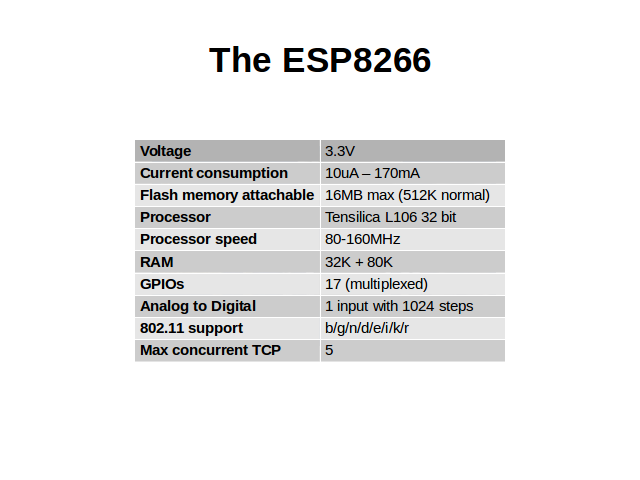 The ESP8266
Voltage 3.3V
Current consumption 10uA – 170mA
Flash memory attachable 16MB max (512K normal)
Processor Tensilica L106 32 bit
Processor speed 80-160MHz
RAM 32K + 80K
GPIOs 17 (multiplexed)
Analog to Digital 1 input with 1024 steps
802.11 support b/g/n/d/e/i/k/r
Max concurrent TCP 5